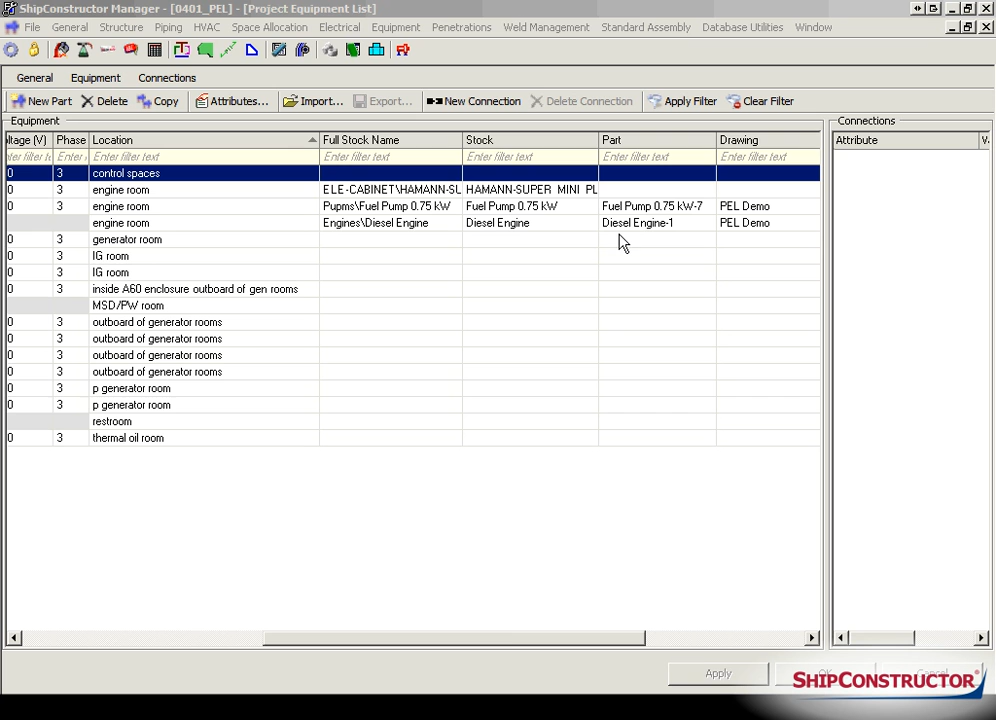 ShipConstructor Manager - [0401_PEL] - [Project Equipment List]
File General Structure Piping HVAC Space Allocation Electrical Equipment Penetrations Weld Management Standard Assembly Database Utilities Window
General Equipment Connections
New Part Delete Copy Attributes... Import... Export... New Connection Delete Connection Apply Filter Clear Filter
Equipment Connections
ltage (V) Phase Location Full Stock Name Stock Part Drawing Attribute V
ter filter te Enter f Enter filter text Enter filter text Enter filter text Enter filter text Enter filter text
0 3 control spaces
engine room ELE-CABINET\HAMANN-SU HAMANN-SUPER MINI PL
0 3 engine room Pupms\Fuel Pump 0.75 kW Fuel Pump 0.75 kW Fuel Pump 0.75 kW-7 PEL Demo
engine room Engines\Diesel Engine Diesel Engine Diesel Engine-1 PEL Demo
0 3 generator room
0 3 IG room
0 3 IG room
0 3 inside A60 enclosure outboard of gen rooms
MSD/PW room
0 3 outboard of generator rooms
0 3 outboard of generator rooms
0 3 outboard of generator rooms
0 3 outboard of generator rooms
0 3 p generator room
0 3 p generator room
restroom
0 3 thermal oil room
Apply
SHIPCONSTRUCTOR®